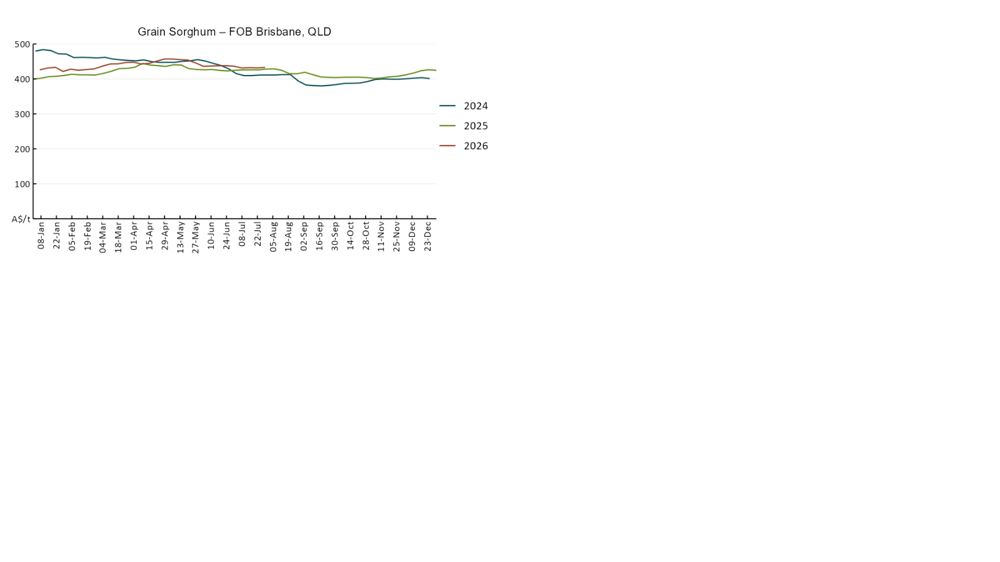 Grain Sorghum – FOB Brisbane, QLD
500
400
300
200
100
A$/t
08-Jan
22-Jan
05-Feb
19-Feb
04-Mar
18-Mar
01-Apr
15-Apr
29-Apr
13-May
27-May
10-Jun
24-Jun
08-Jul
22-Jul
05-Aug
19-Aug
02-Sep
16-Sep
30-Sep
14-Oct
28-Oct
11-Nov
25-Nov
09-Dec
23-Dec
2024
2025
2026